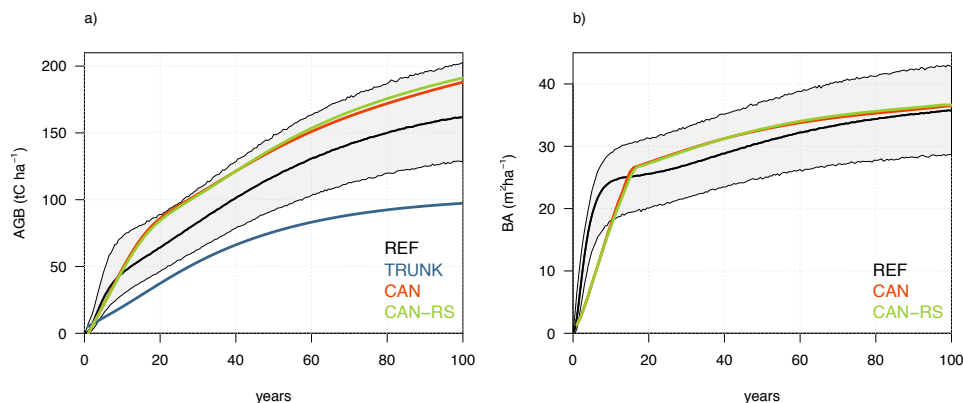 a)
AGB (tC ha⁻¹)
200
150
100
50
0
REF
TRUNK
CAN
CAN−RS
0 20 40 60 80 100
years
b)
BA (m²ha⁻¹)
40
30
20
10
0
REF
CAN
CAN−RS
0 20 40 60 80 100
years